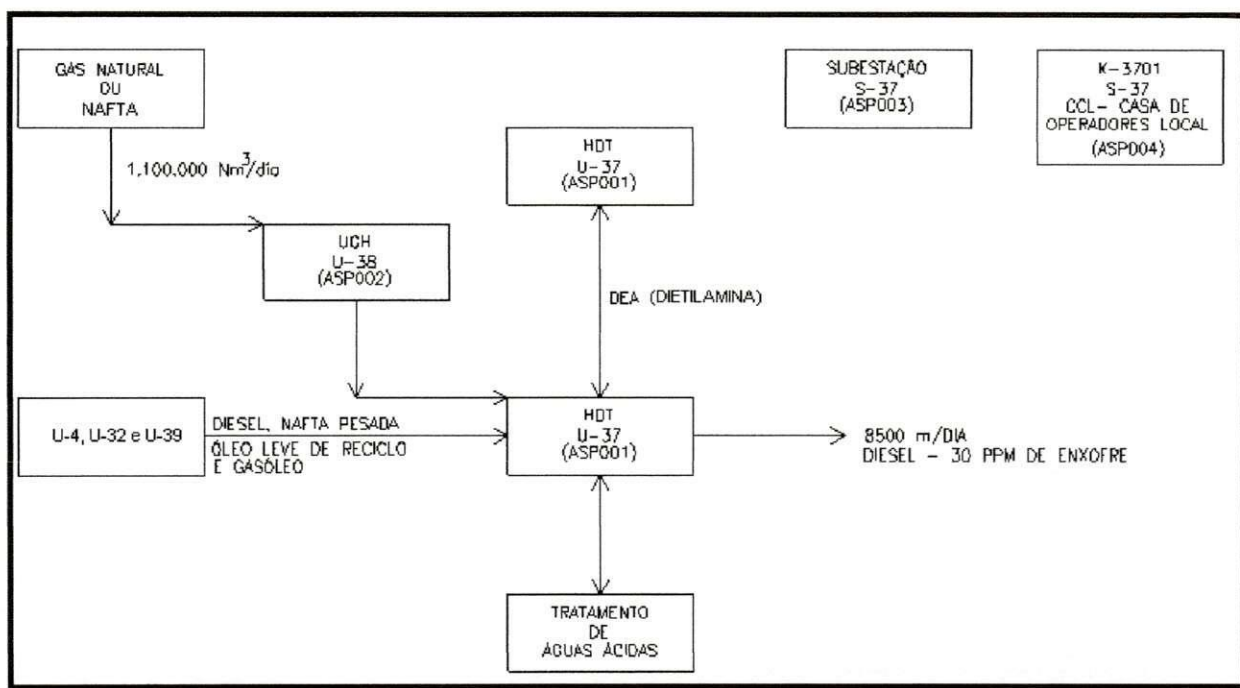 GÁS NATURAL
OU
NAFTA
SUBESTAÇÃO
S-37
(ASP003)
K-3701
S-37
CCL- CASA DE
OPERADORES LOCAL
(ASP004)
1.100.000 Nm³/dia
HDT
U-37
(ASP001)
UGH
U-38
(ASP002)
DEA (DIETILAMINA)
U-4, U-32 e U-39
DIESEL, NAFTA PESADA
ÓLEO LEVE DE RECICLO
E GASÓLEO
HDT
U-37
(ASP001)
8500 m/DIA
DIESEL - 30 PPM DE ENXOFRE
TRATAMENTO
DE
ÁGUAS ÁCIDAS